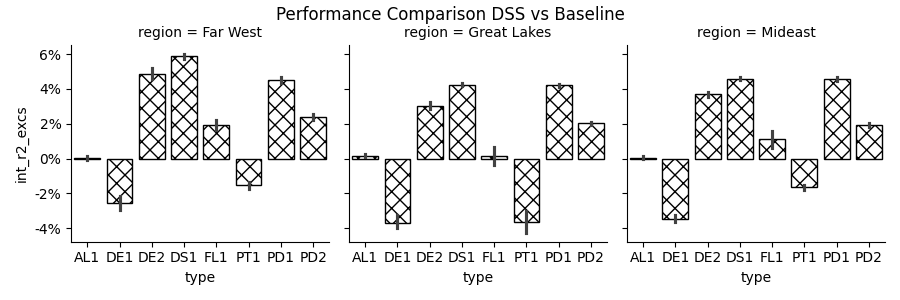 Performance Comparison DSS vs Baseline
region = Far West
region = Great Lakes
region = Mideast
int_r2_excs
6%
4%
2%
0%
-2%
-4%
AL1 DE1 DE2 DS1 FL1 PT1 PD1 PD2
AL1 DE1 DE2 DS1 FL1 PT1 PD1 PD2
AL1 DE1 DE2 DS1 FL1 PT1 PD1 PD2
type
type
type